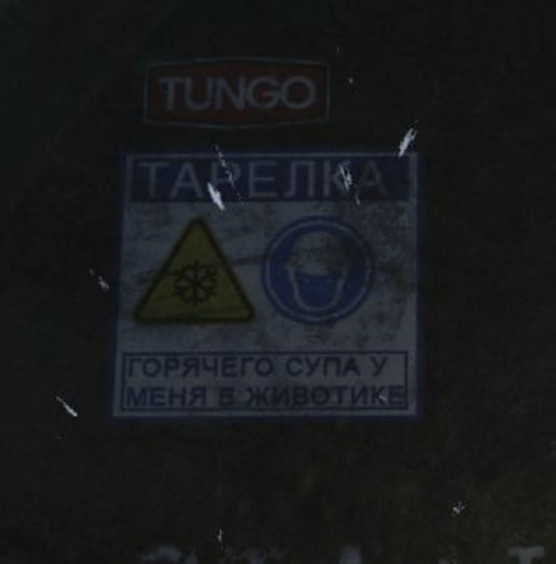 TUNGO
ТАРЕЛКА
ГОРЯЧЕГО СУПА У
МЕНЯ В ЖИВОТИКЕ